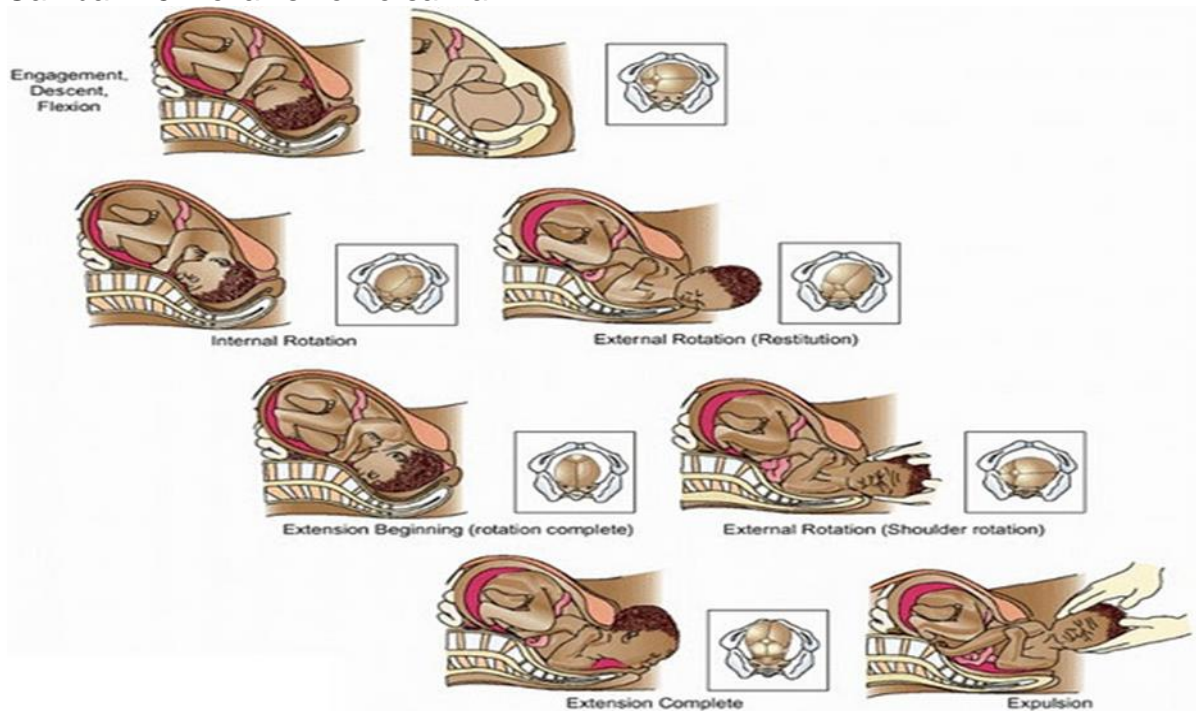 Engagement,
Descent,
Flexion
Internal Rotation
External Rotation (Restitution)
Extension Beginning (rotation complete)
External Rotation (Shoulder rotation)
Extension Complete
Expulsion